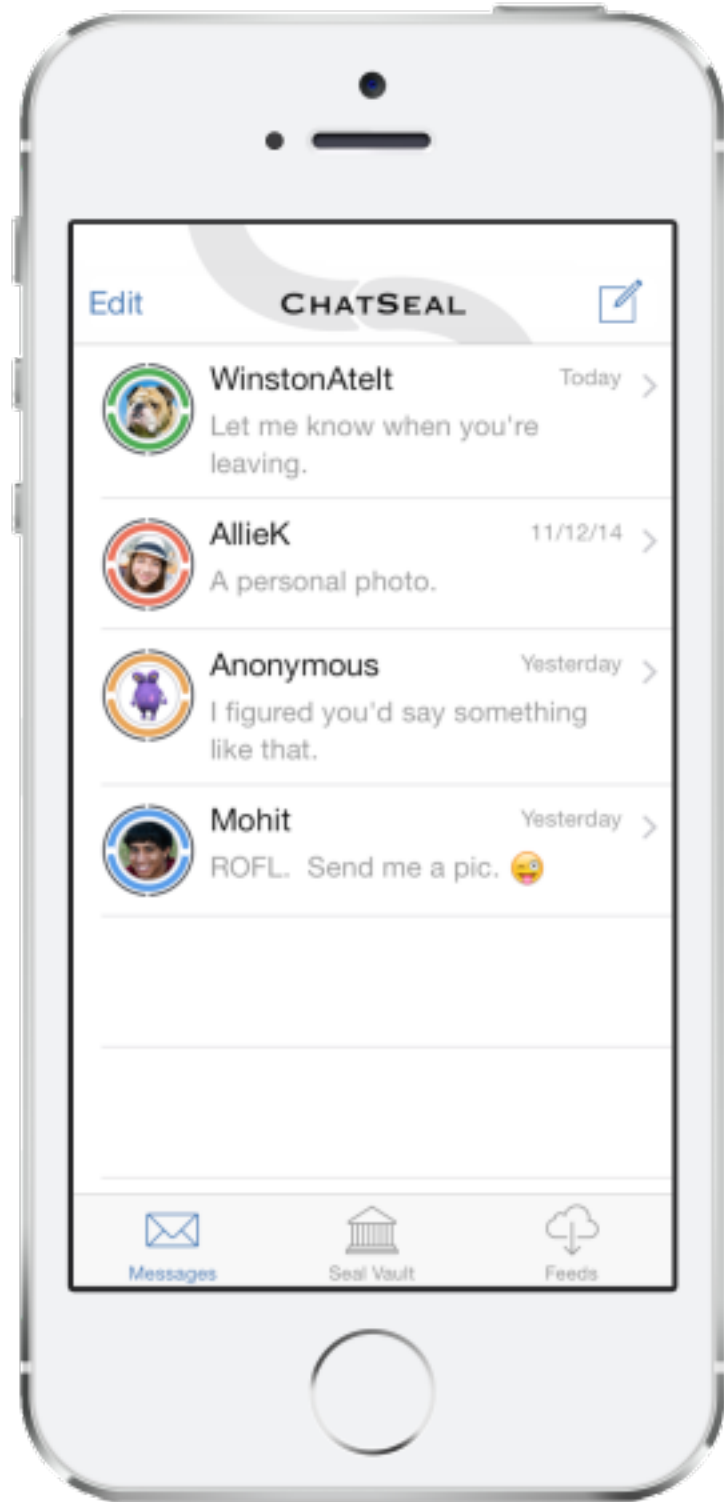 Edit
CHATSEAL
WinstonAteIt
Today
Let me know when you're
leaving.
AllieK
11/12/14
A personal photo.
Anonymous
Yesterday
I figured you'd say something
like that.
Mohit
Yesterday
ROFL.  Send me a pic. 😜
Messages
Seal Vault
Feeds